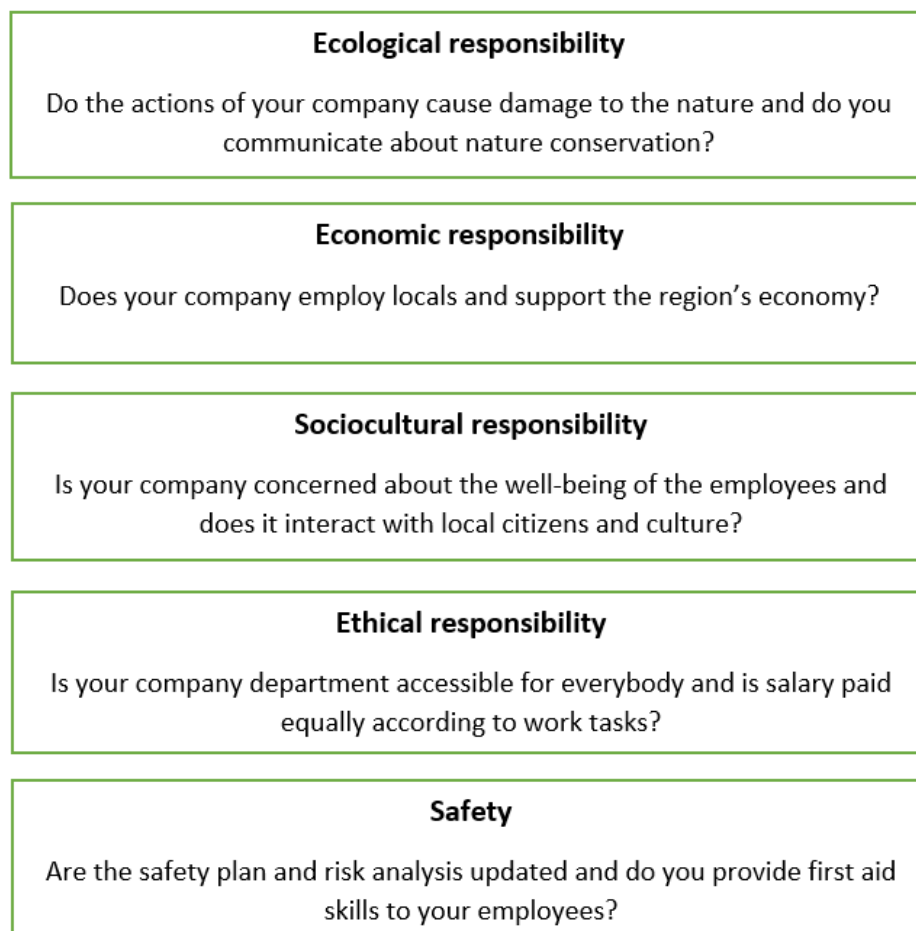 Ecological responsibility
Do the actions of your company cause damage to the nature and do you
communicate about nature conservation?
Economic responsibility
Does your company employ locals and support the region’s economy?
Sociocultural responsibility
Is your company concerned about the well-being of the employees and
does it interact with local citizens and culture?
Ethical responsibility
Is your company department accessible for everybody and is salary paid
equally according to work tasks?
Safety
Are the safety plan and risk analysis updated and do you provide first aid
skills to your employees?